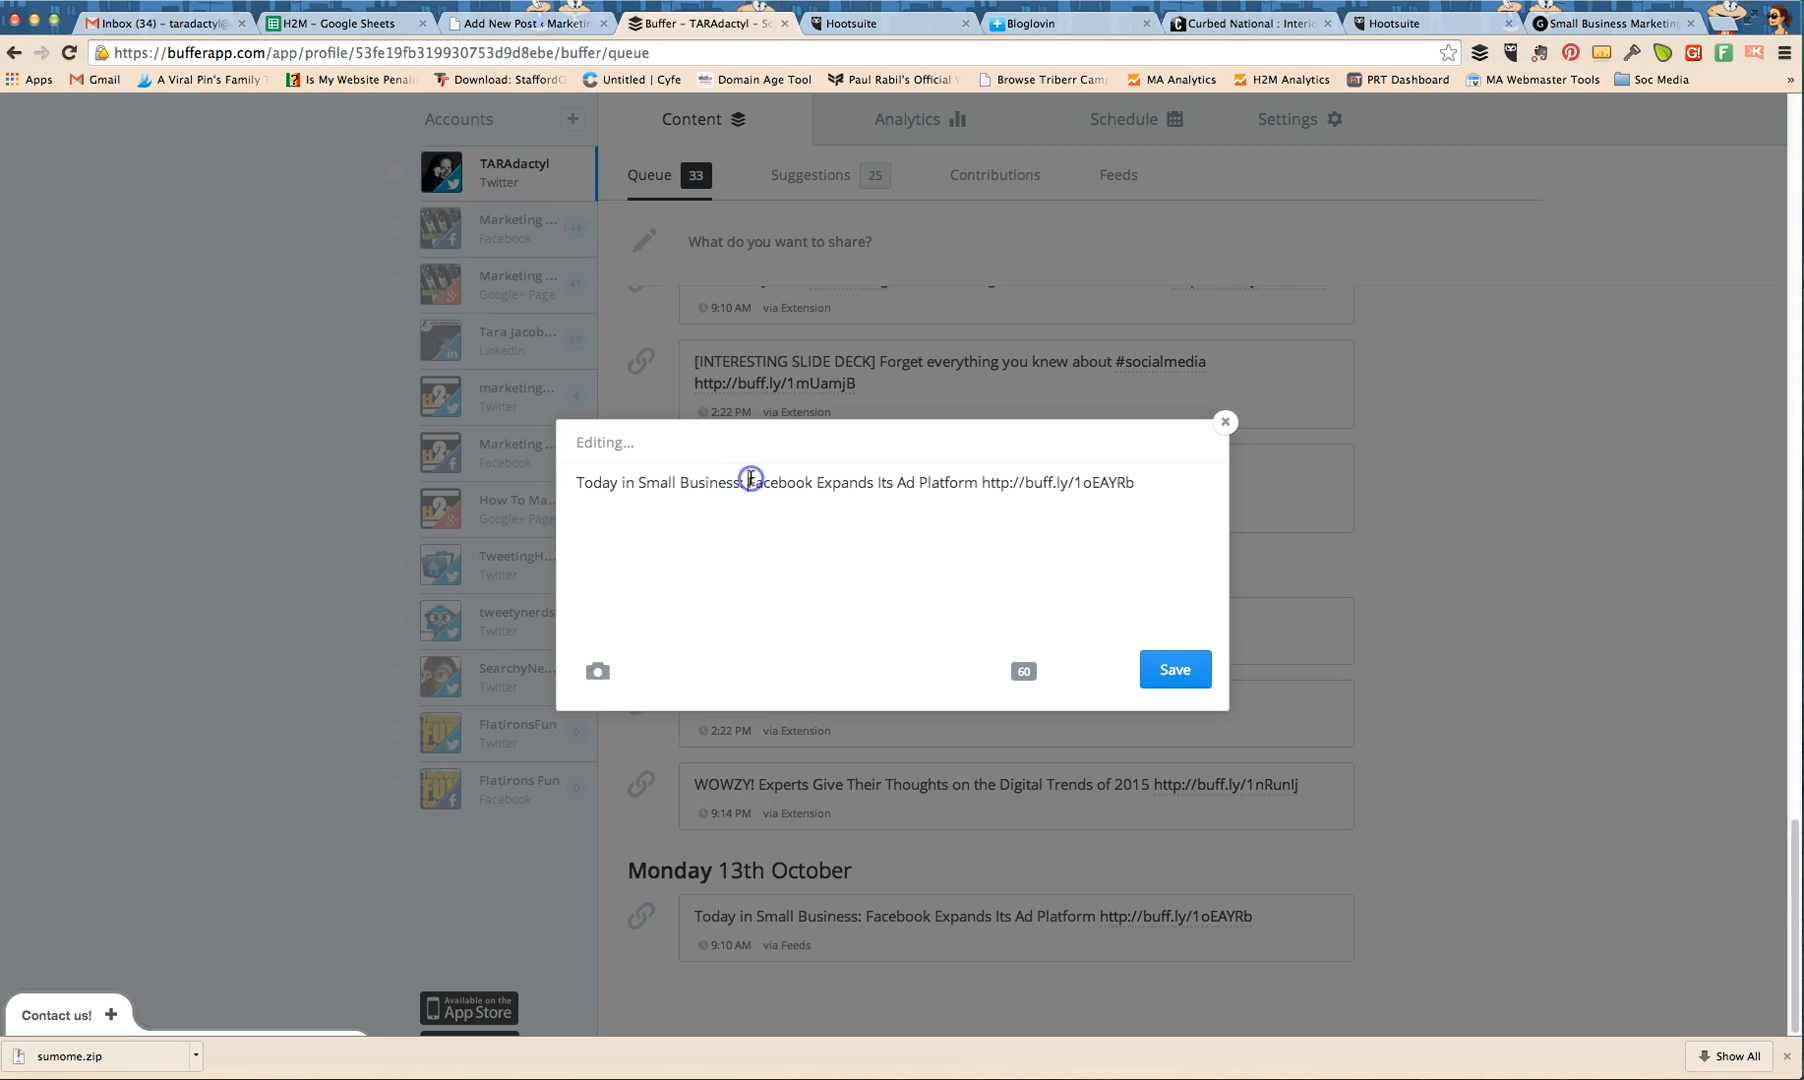 Inbox (34) – taradactyl@
H2M – Google Sheets
Add New Post ‹ Marketin
Buffer – TARAdactyl – So
Hootsuite
Bloglovin
Curbed National : Interio
Hootsuite
Small Business Marketing
https://bufferapp.com/app/profile/53fe19fb319930753d9d8ebe/buffer/queue
Apps
Gmail
A Viral Pin's Family T
Is My Website Penali
Download: StaffordO
Untitled | Cyfe
Domain Age Tool
Paul Rabil's Official
Browse Triberr Camp
MA Analytics
H2M Analytics
PRT Dashboard
MA Webmaster Tools
Soc Media
»
Accounts +
Content
Analytics
Schedule
Settings
TARAdactyl
Twitter
Queue 33
Suggestions 25
Contributions
Feeds
Marketing ...
Facebook
44
What do you want to share?
Marketing ...
Google+ Page
41
9:10 AM via Extension
Tara Jacob...
LinkedIn
59
[INTERESTING SLIDE DECK] Forget everything you knew about #socialmedia
http://buff.ly/1mUamjB
2:22 PM via Extension
marketing...
Twitter
4
Marketing ...
Facebook
How To Ma...
Google+ Page
TweetingH...
Twitter
tweetynerds
Twitter
SearchyNe...
Twitter
FlatironsFun
Twitter
0
Flatirons Fun
Facebook
0
Editing...
Today in Small Business: Facebook Expands Its Ad Platform http://buff.ly/1oEAYRb
60
Save
2:22 PM via Extension
WOWZY! Experts Give Their Thoughts on the Digital Trends of 2015 http://buff.ly/1nRunIj
9:14 PM via Extension
Monday 13th October
Today in Small Business: Facebook Expands Its Ad Platform http://buff.ly/1oEAYRb
9:10 AM via Feeds
Available on the
App Store
Contact us! +
sumome.zip
Show All